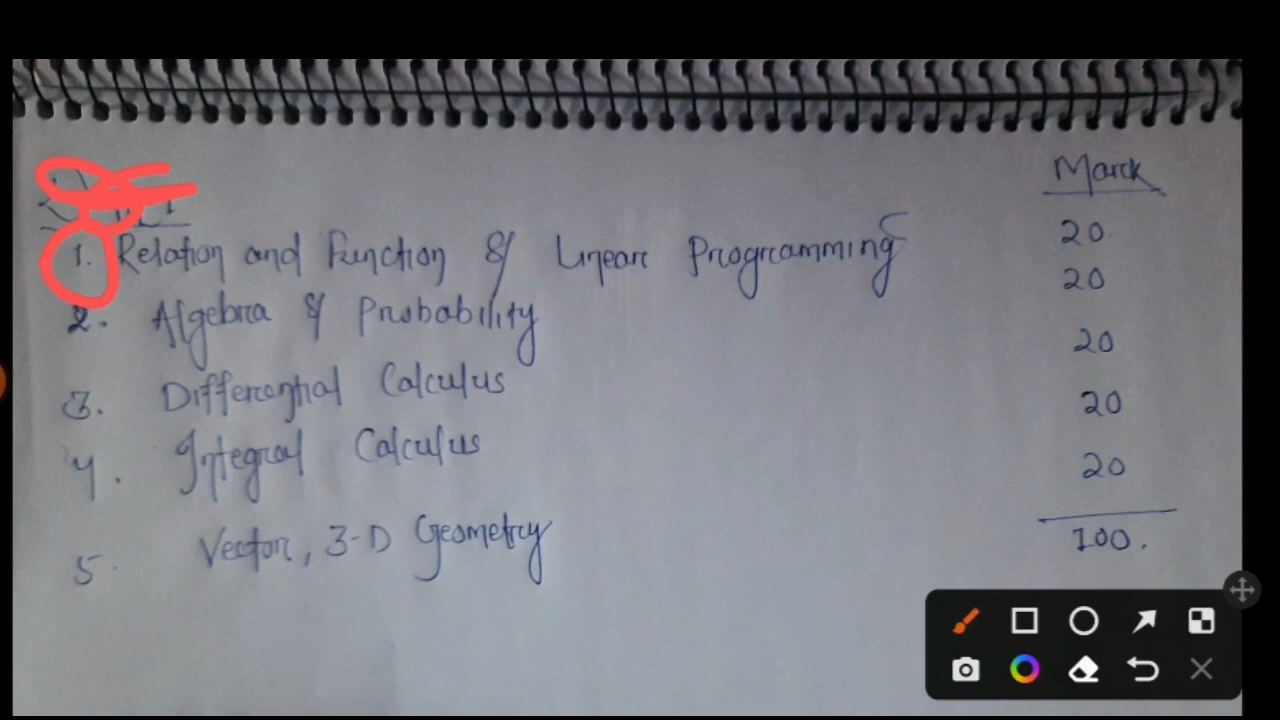 Marck
1. Relation and Function & Linear Programming 20
2. Algebra & Probability 20
3. Differential Calculus 20
4. Integral Calculus 20
5. Vector, 3-D Geometry 20
100.